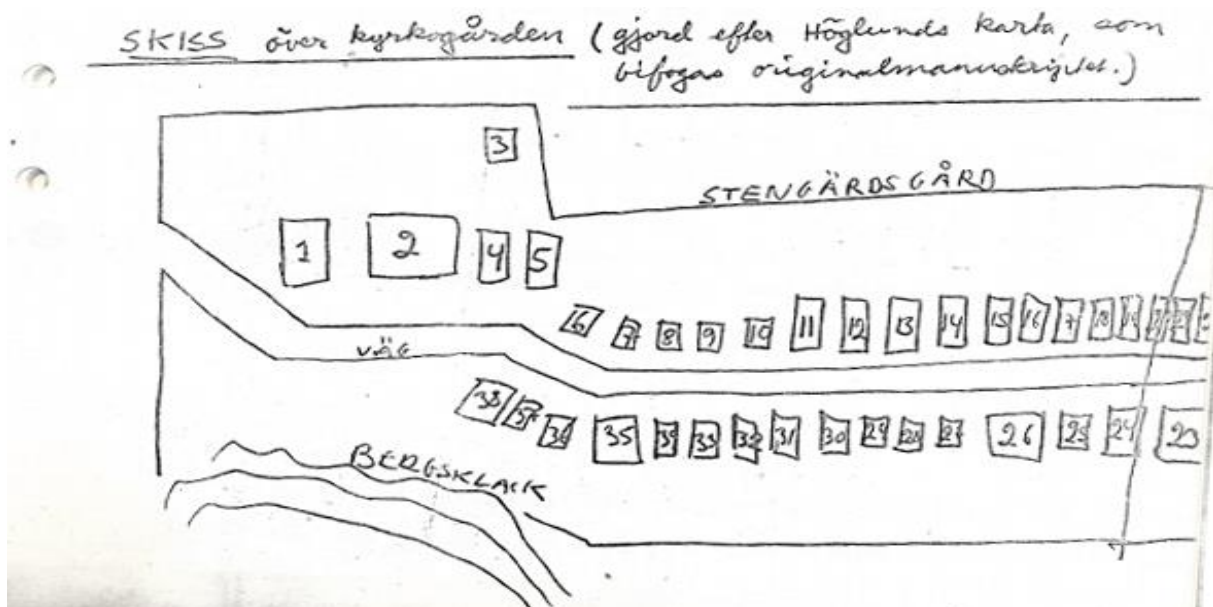 SKISS över kyrkogården (gjord efter Höglunds karta, som
bifogas originalmanuskriptet.)
3
STENGÄRDSGÅRD
1 2 4 5
6 7 8 9 10 11 12 13 14 15 16 17 18 19
VÄG
38 37 36 35 34 33 32 31 30 29 28 27 26 25 24 23
BERGSKLACK